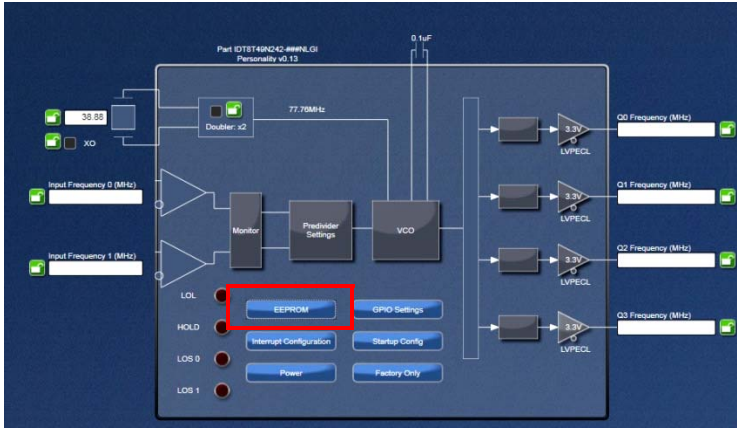 0.1uF
Part IDT8T49N242-###NLGI
Personality v0.13
38.88
XO
Doubler: x2
77.76MHz
Input Frequency 0 (MHz)
Input Frequency 1 (MHz)
Monitor
Predivider
Settings
VCO
3.3V
LVPECL
Q0 Frequency (MHz)
3.3V
LVPECL
Q1 Frequency (MHz)
3.3V
LVPECL
Q2 Frequency (MHz)
3.3V
LVPECL
Q3 Frequency (MHz)
LOL
HOLD
LOS 0
LOS 1
EEPROM
GPIO Settings
Interrupt Configuration
Startup Config
Power
Factory Only